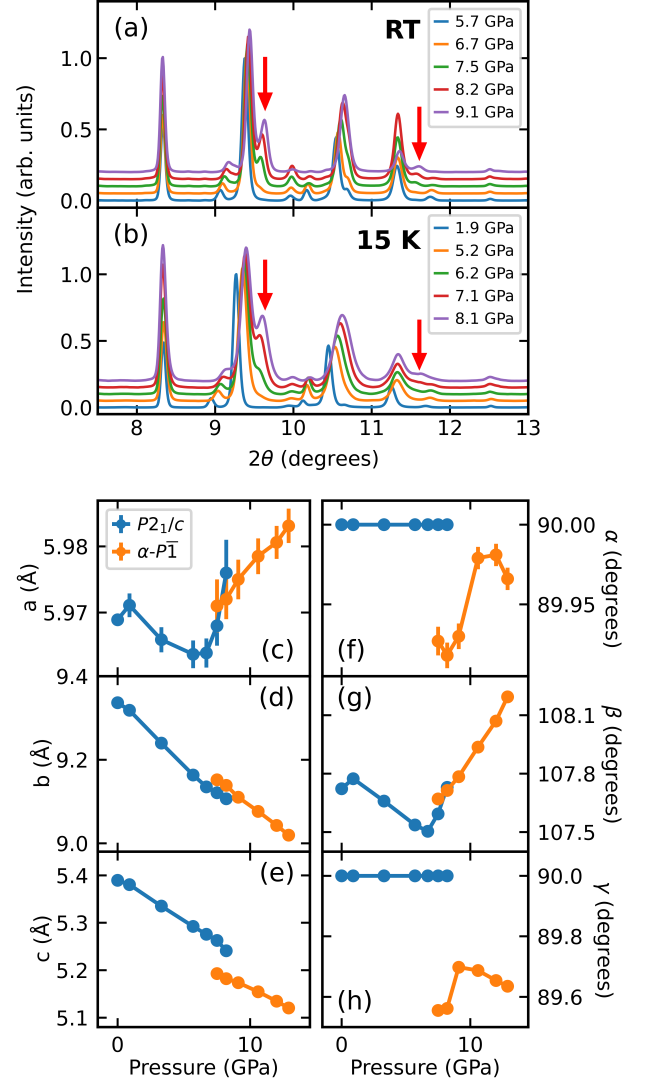 (a)
RT
5.7 GPa
6.7 GPa
7.5 GPa
8.2 GPa
9.1 GPa
1.0
0.5
0.0
Intensity (arb. units)
(b)
15 K
1.9 GPa
5.2 GPa
6.2 GPa
7.1 GPa
8.1 GPa
1.0
0.5
0.0
8 9 10 11 12 13
2θ (degrees)
P2₁/c
α-P1̅
5.98
5.97
a (Å)
(c)
(f)
90.00
89.95
α (degrees)
9.4
9.2
9.0
b (Å)
(d)
(g)
108.1
107.8
107.5
β (degrees)
5.4
5.3
5.2
5.1
c (Å)
(e)
(h)
90.0
89.8
89.6
γ (degrees)
0 10
0 10
Pressure (GPa) Pressure (GPa)